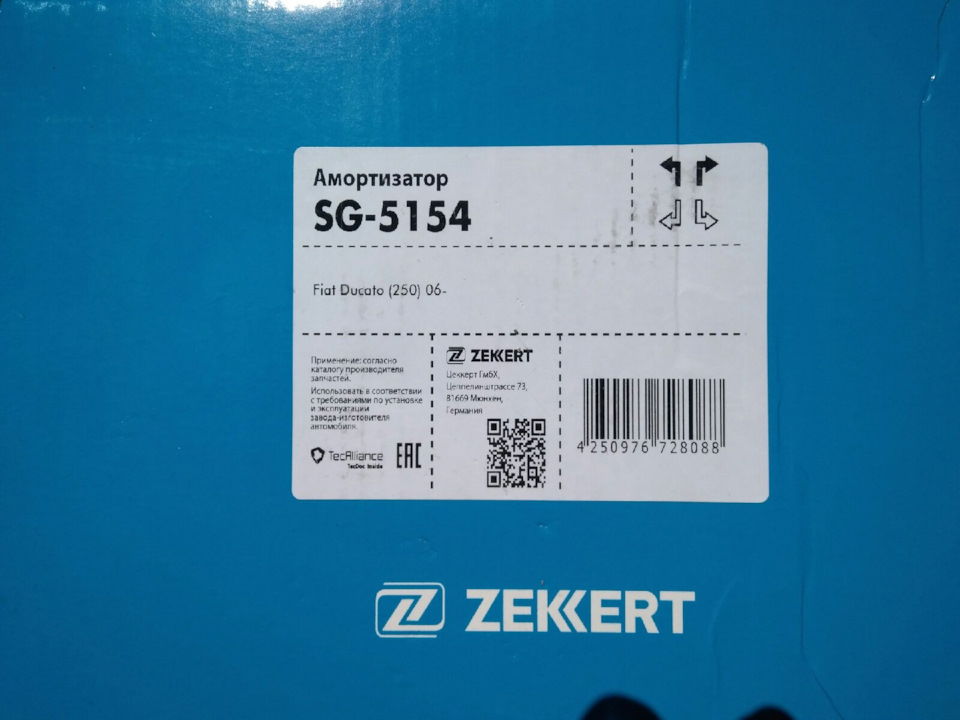 Амортизатор
SG-5154
Fiat Ducato (250) 06-
Применение: согласно
каталогу производителя
запчастей.
Использовать в соответствии
с требованиями по установке
и эксплуатации
завода-изготовителя
автомобиля.
TecAlliance
TecDoc Inside
EAC
ZEKKERT
Цеккерт ГмбХ,
Цеппелинштрассе 73,
81669 Мюнхен,
Германия
4 250976 728088
ZEKKERT